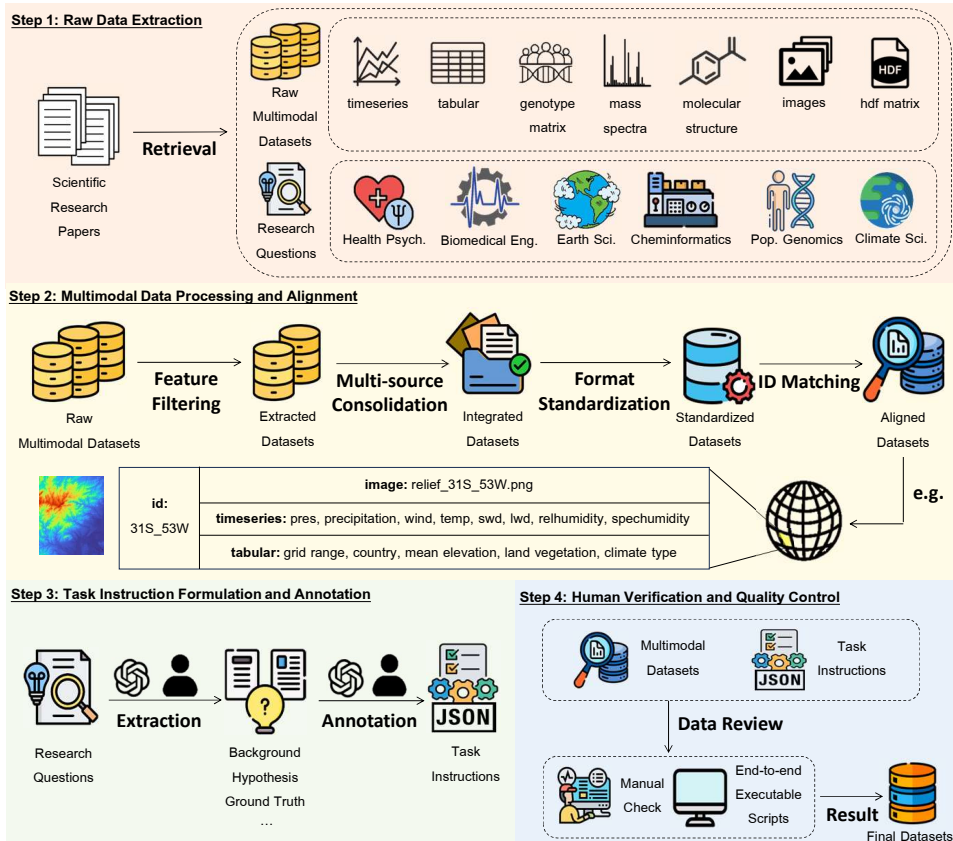 Step 1: Raw Data Extraction
Scientific
Research
Papers
Retrieval
Raw
Multimodal
Datasets
Research
Questions
timeseries
tabular
genotype
matrix
mass
spectra
molecular
structure
images
HDF
hdf matrix
Health Psych.
Biomedical Eng.
Earth Sci.
Cheminformatics
Pop. Genomics
Climate Sci.
Step 2: Multimodal Data Processing and Alignment
Raw
Multimodal Datasets
Feature
Filtering
Extracted
Datasets
Multi-source
Consolidation
Integrated
Datasets
Format
Standardization
Standardized
Datasets
ID Matching
Aligned
Datasets
e.g.
id:
31S_53W
image: relief_31S_53W.png
timeseries: pres, precipitation, wind, temp, swd, lwd, relhumidity, spechumidity
tabular: grid range, country, mean elevation, land vegetation, climate type
Step 3: Task Instruction Formulation and Annotation
Research
Questions
Extraction
?
Background
Hypothesis
Ground Truth
...
Annotation
JSON
Task
Instructions
Step 4: Human Verification and Quality Control
Multimodal
Datasets
JSON
Task
Instructions
Data Review
Manual
Check
End-to-end
Executable
Scripts
Result
Final Datasets